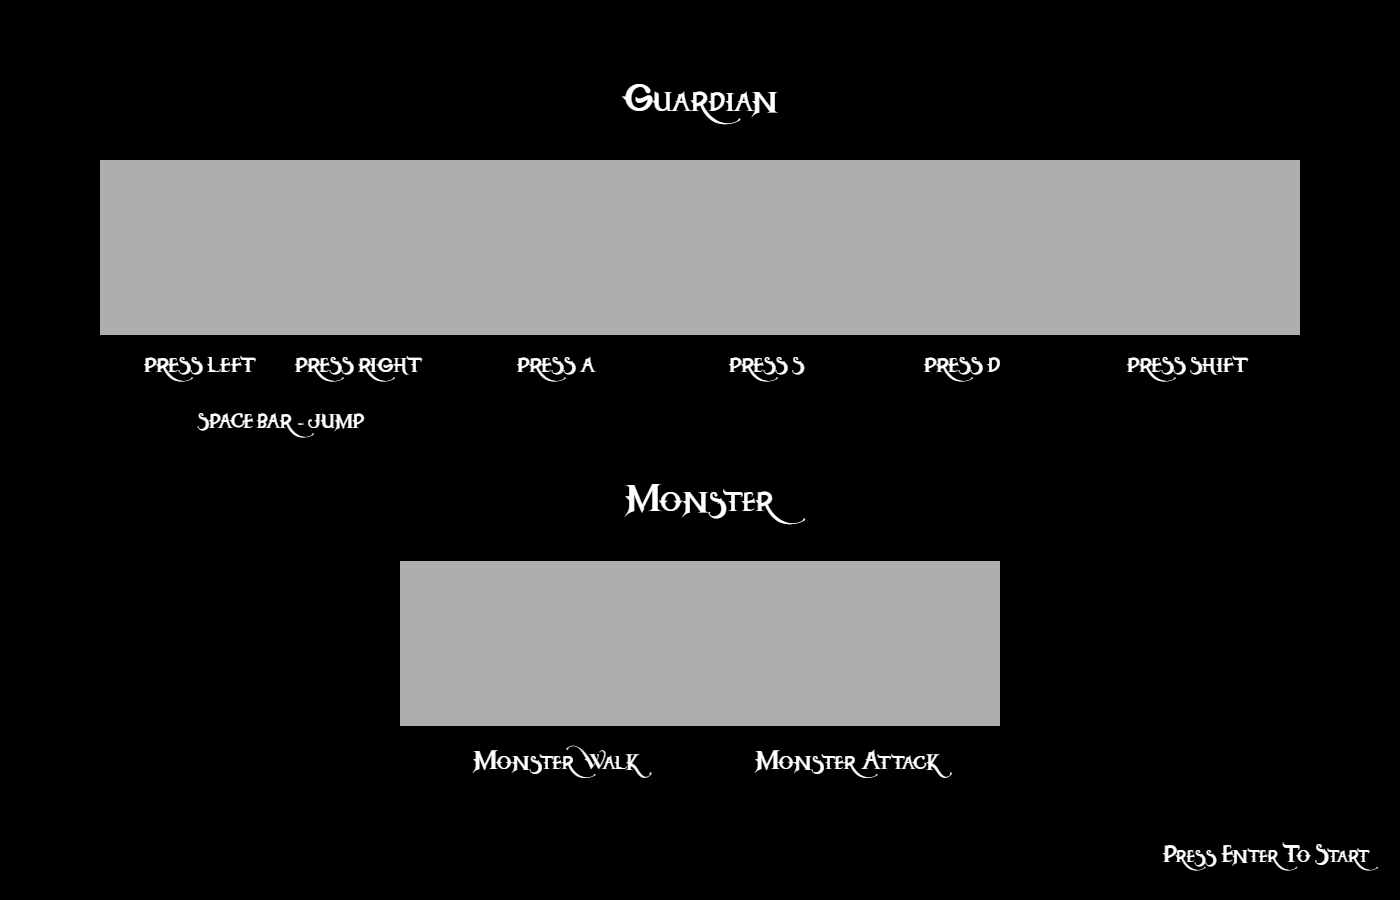 Guardian
PRESS LEFT PRESS RIGHT PRESS A PRESS S PRESS D PRESS SHIFT
SPACE BAR - JUMP
Monster
Monster Walk Monster Attack
Press Enter To Start